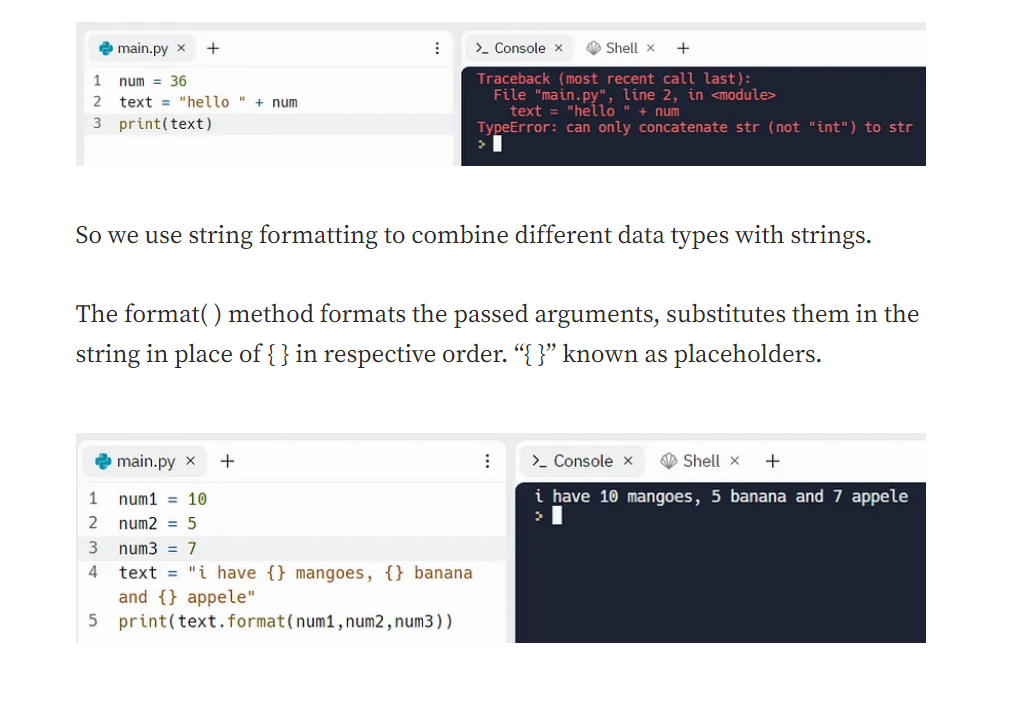 main.py × +
>_ Console × Shell × +
1 num = 36
2 text = "hello " + num
3 print(text)
Traceback (most recent call last):
  File "main.py", line 2, in <module>
    text = "hello " + num
TypeError: can only concatenate str (not "int") to str
>
So we use string formatting to combine different data types with strings.
The format( ) method formats the passed arguments, substitutes them in the
string in place of { } in respective order. “{ }” known as placeholders.
main.py × +
>_ Console × Shell × +
1 num1 = 10
2 num2 = 5
3 num3 = 7
4 text = "i have {} mangoes, {} banana
and {} appele"
5 print(text.format(num1,num2,num3))
i have 10 mangoes, 5 banana and 7 appele
>